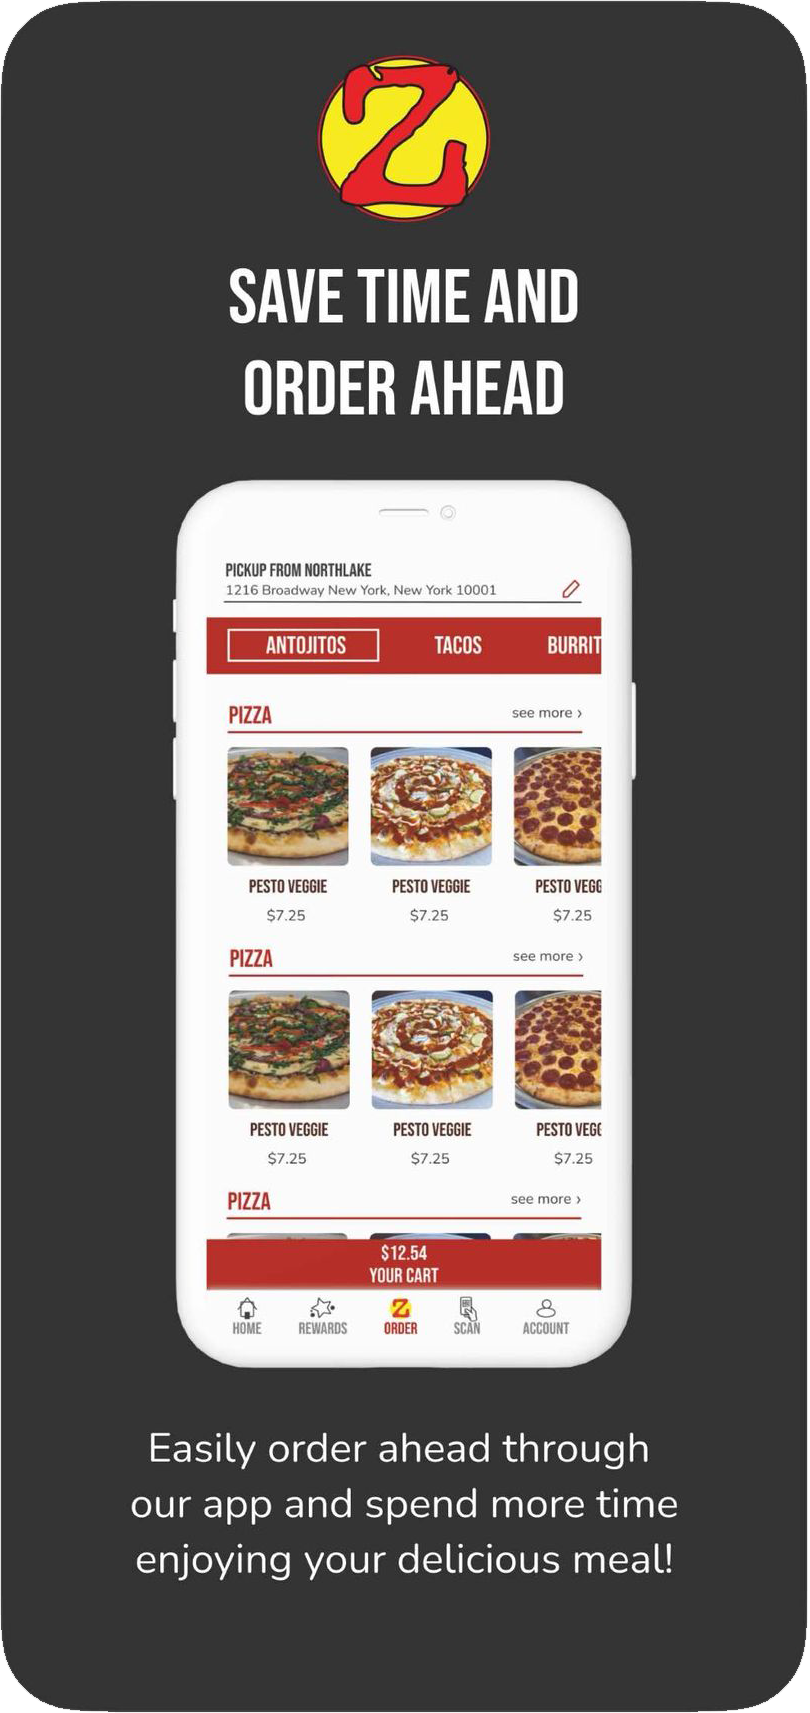 Z
SAVE TIME AND
ORDER AHEAD
PICKUP FROM NORTHLAKE
1216 Broadway New York, New York 10001
ANTOJITOS TACOS BURRIT
PIZZA see more ›
PESTO VEGGIE PESTO VEGGIE PESTO VEGG
$7.25 $7.25 $7.25
PIZZA see more ›
PESTO VEGGIE PESTO VEGGIE PESTO VEGG
$7.25 $7.25 $7.25
PIZZA see more ›
$12.54
YOUR CART
Z
HOME REWARDS ORDER SCAN ACCOUNT
Easily order ahead through
our app and spend more time
enjoying your delicious meal!